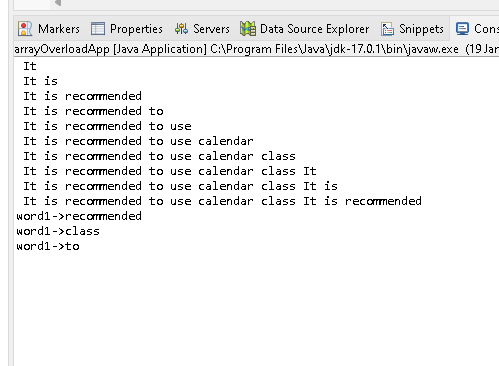 Markers Properties Servers Data Source Explorer Snippets
arrayOverloadApp [Java Application] C:\Program Files\Java\jdk-17.0.1\bin\javaw.exe (19
It
It is
It is recommended
It is recommended to
It is recommended to use
It is recommended to use calendar
It is recommended to use calendar class
It is recommended to use calendar class It
It is recommended to use calendar class It is
It is recommended to use calendar class It is recommended
word1->recommended
word1->class
word1->to